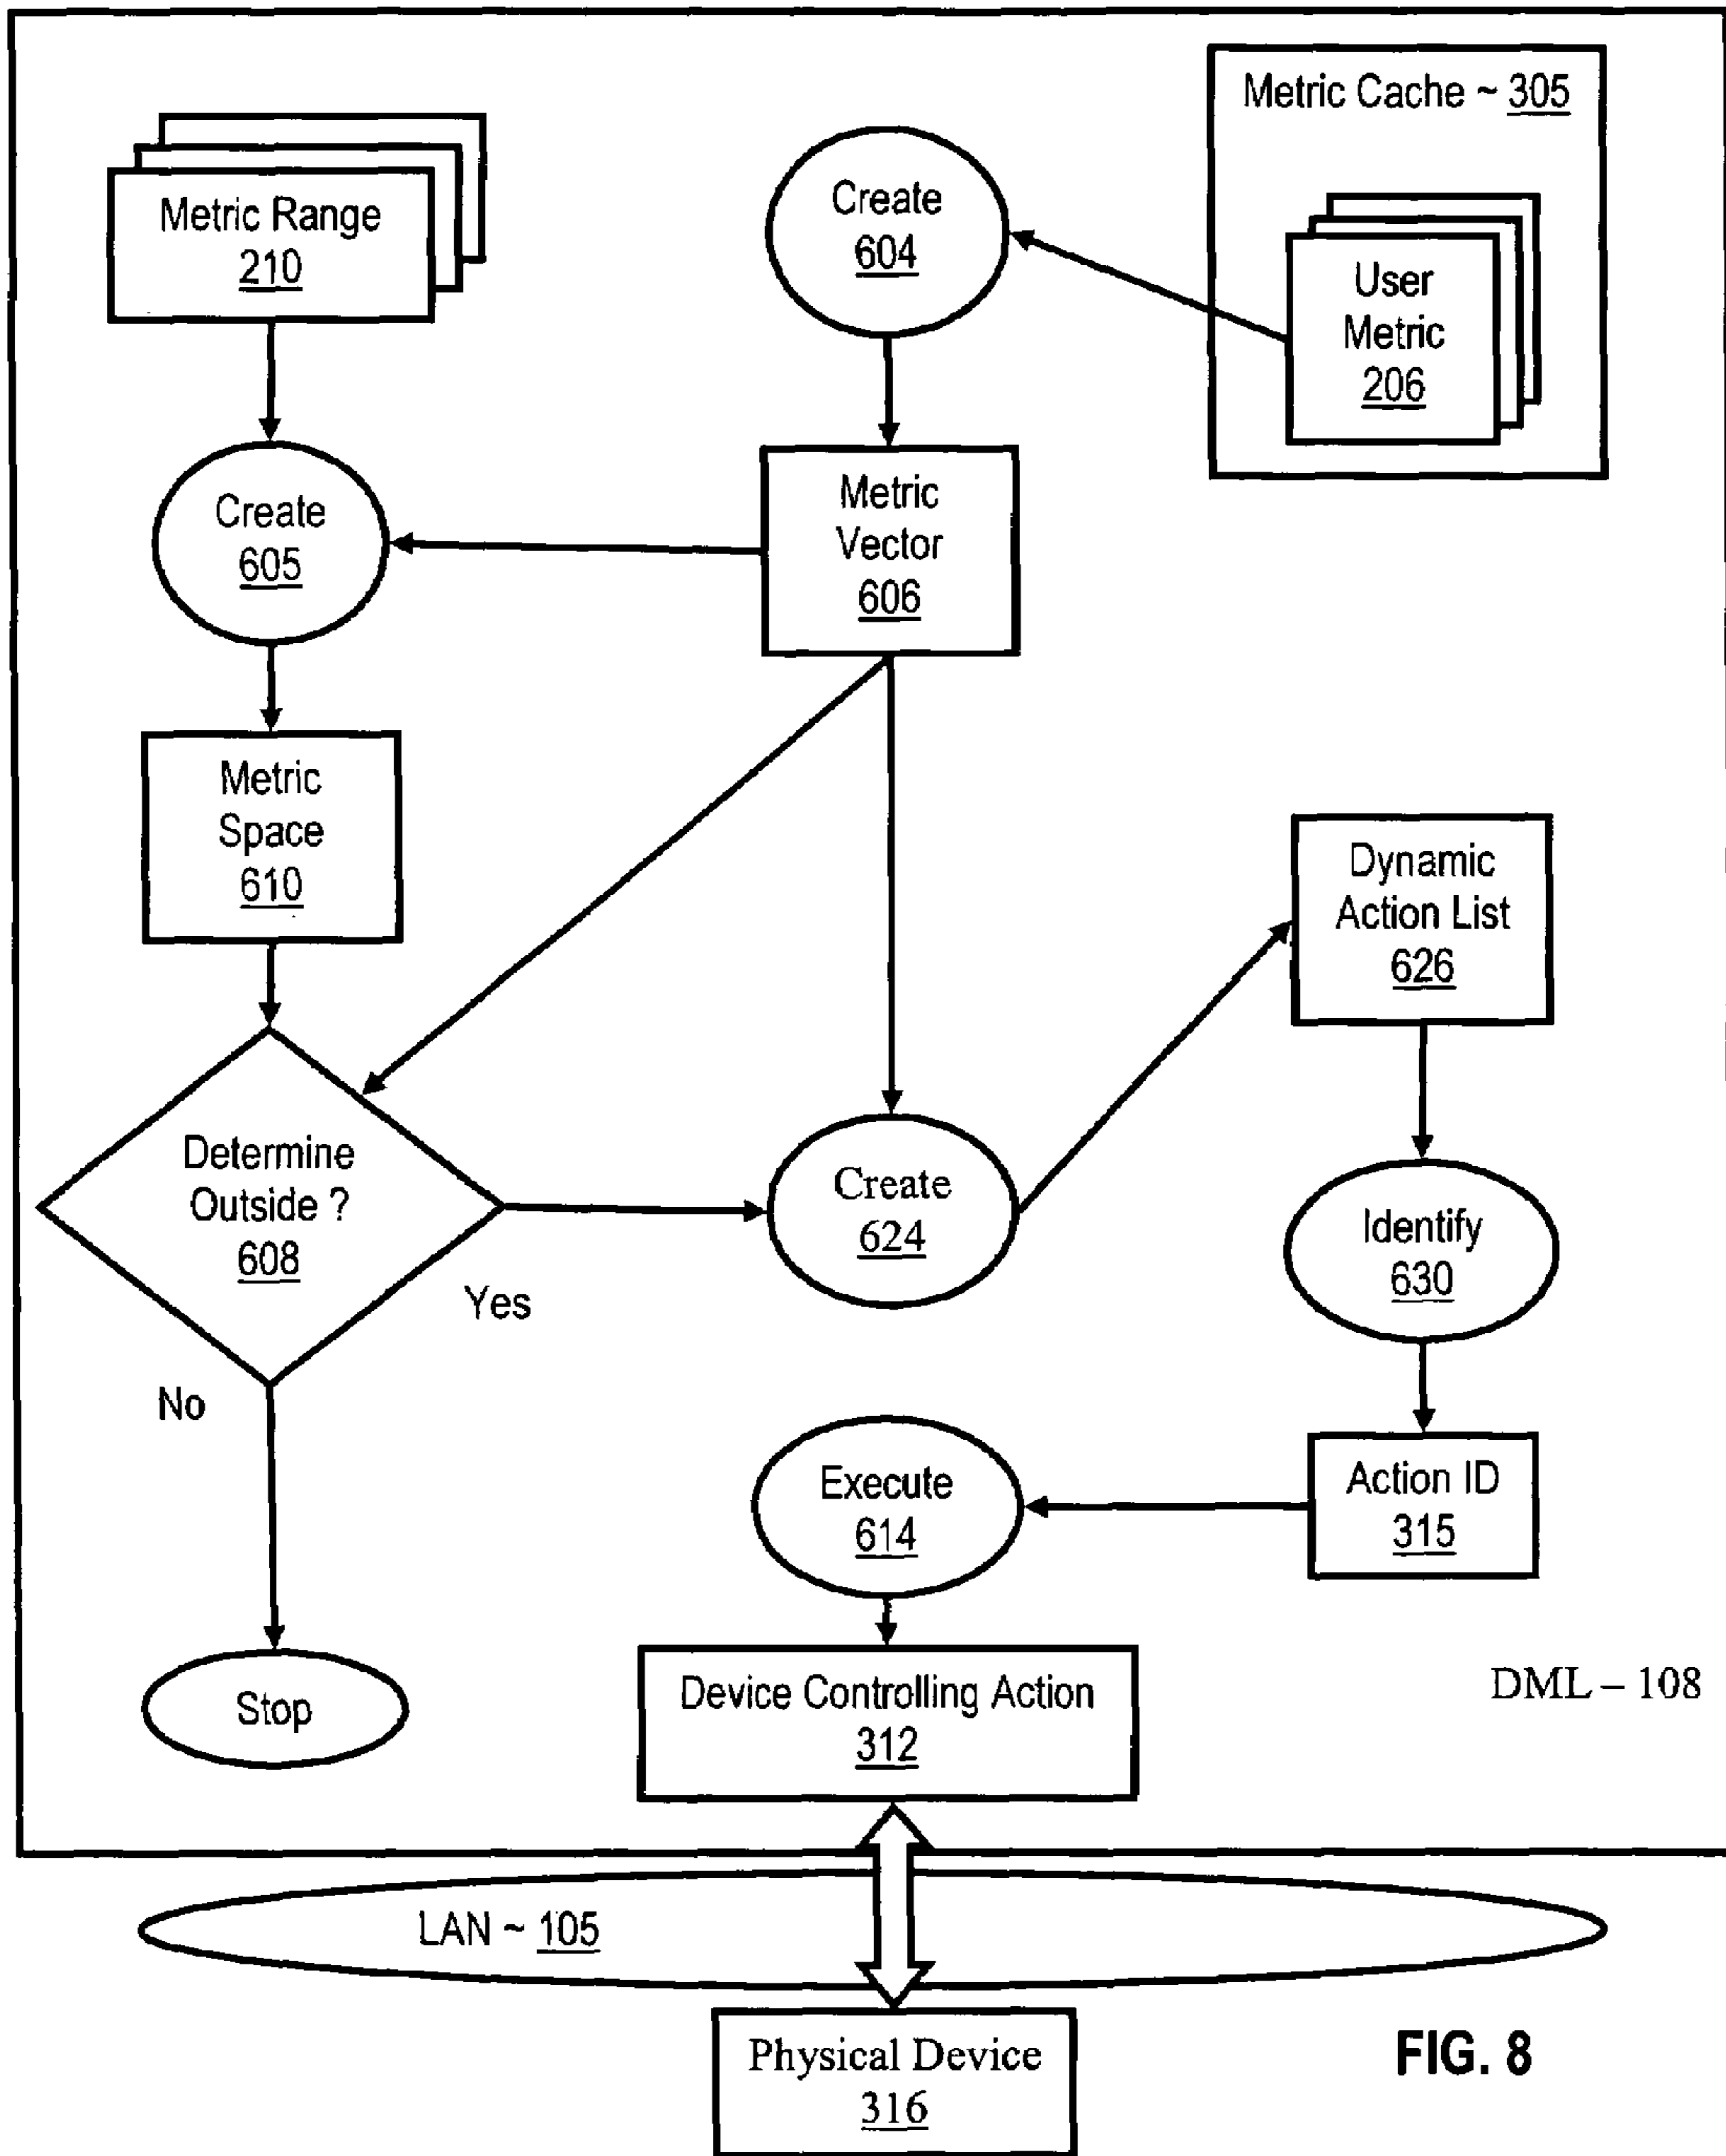 Metric Cache ~ 305
Metric Range
210
Create
604
User
Metric
206
Create
605
Metric
Vector
606
Metric
Space
610
Dynamic
Action List
626
Determine
Outside ?
608
Create
624
Identify
630
Yes
No
Execute
614
Action ID
315
Stop
Device Controlling Action
312
DML – 108
LAN ~ 105
Physical Device
316
FIG. 8